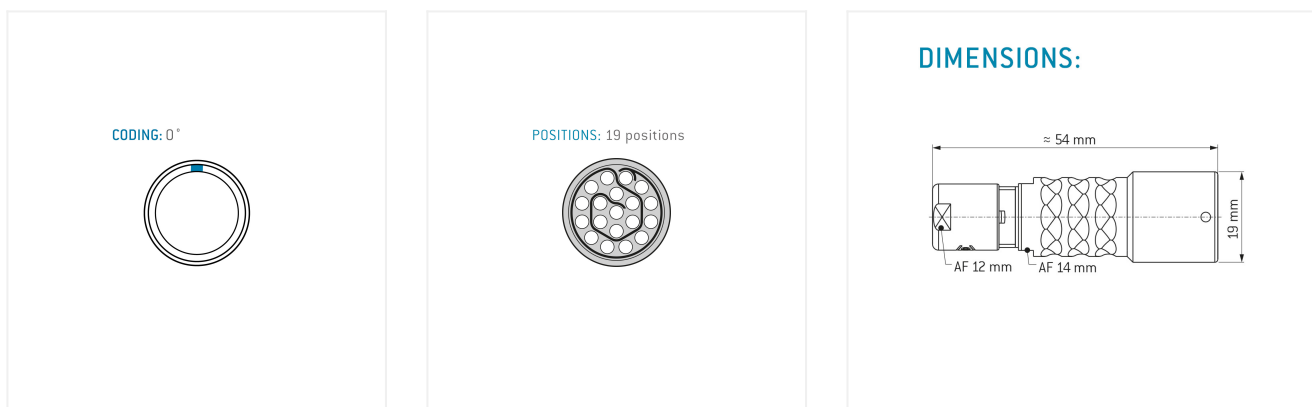 CODING: 0°
POSITIONS: 19 positions
DIMENSIONS:
≈ 54 mm
19 mm
AF 12 mm
AF 14 mm